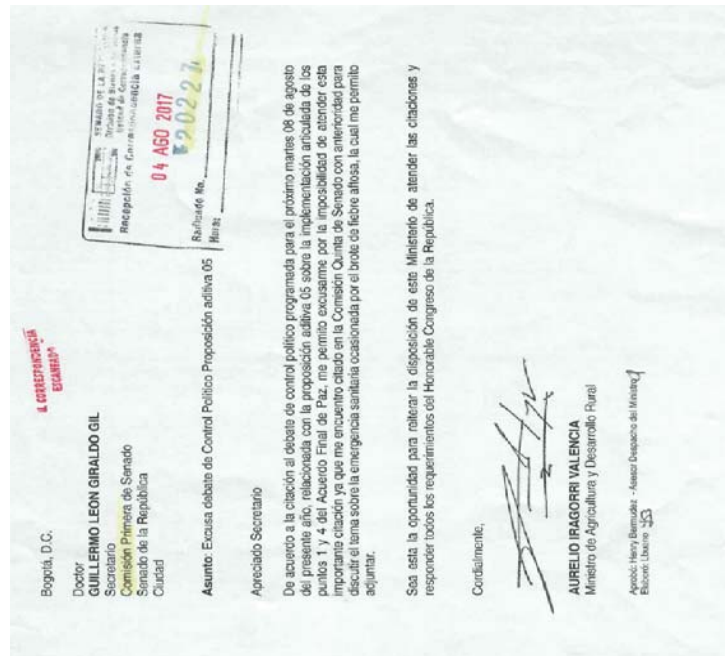 SENADO DE LA
Recepción de Correspondencia Externa
04 AGO 2017
Radicado No.
Hora:
CORRESPONDENCIA
ESCANEADO
Bogotá, D.C.
Doctor
GUILLERMO LEON GIRALDO GIL
Secretario
Comisión Primera de Senado
Senado de la República
Ciudad
Asunto: Excusa debate de Control Político Proposición aditiva 05
Apreciado Secretario
De acuerdo a la citación al debate de control político programada para el próximo martes 08 de agosto
del presente año, relacionada con la proposición aditiva 05 sobre la implementación articulada de los
puntos 1 y 4 del Acuerdo Final de Paz, me permito excusarme por la imposibilidad de atender esta
importante citación ya que me encuentro citado en la Comisión Quinta de Senado con anterioridad para
discutir el tema sobre la emergencia sanitaria ocasionada por el brote de fiebre aftosa, la cual me permito
adjuntar.
Sea esta la oportunidad para reiterar la disposición de este Ministerio de atender las citaciones y
responder todos los requerimientos del Honorable Congreso de la República.
Cordialmente,
AURELIO IRAGORRI VALENCIA
Ministro de Agricultura y Desarrollo Rural
Aprobó: Henry Bermudez - Asesor Despacho del Ministro
Elaboró: